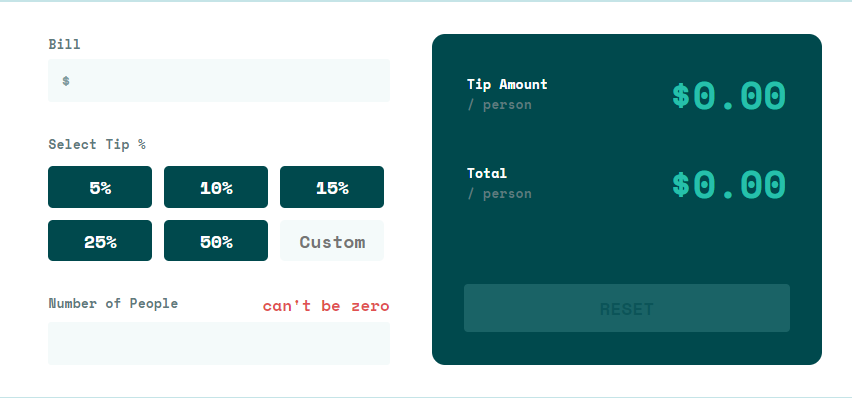 Bill
$
Select Tip %
5% 10% 15%
25% 50% Custom
Number of People can't be zero
Tip Amount $0.00
/ person
Total $0.00
/ person
RESET